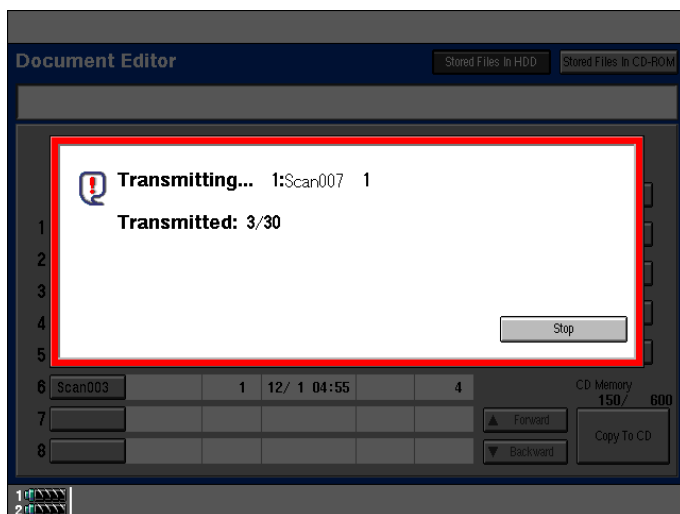 Document Editor
Stored Files In HDD
Stored Files In CD-ROM
Transmitting... 1:Scan007 1
Transmitted: 3/30
Stop
1
2
3
4
5
6 Scan003 1 12/ 1 04:55 4
7
8
CD Memory
150/ 600
▲ Forward
▼ Backward
Copy To CD
1
2